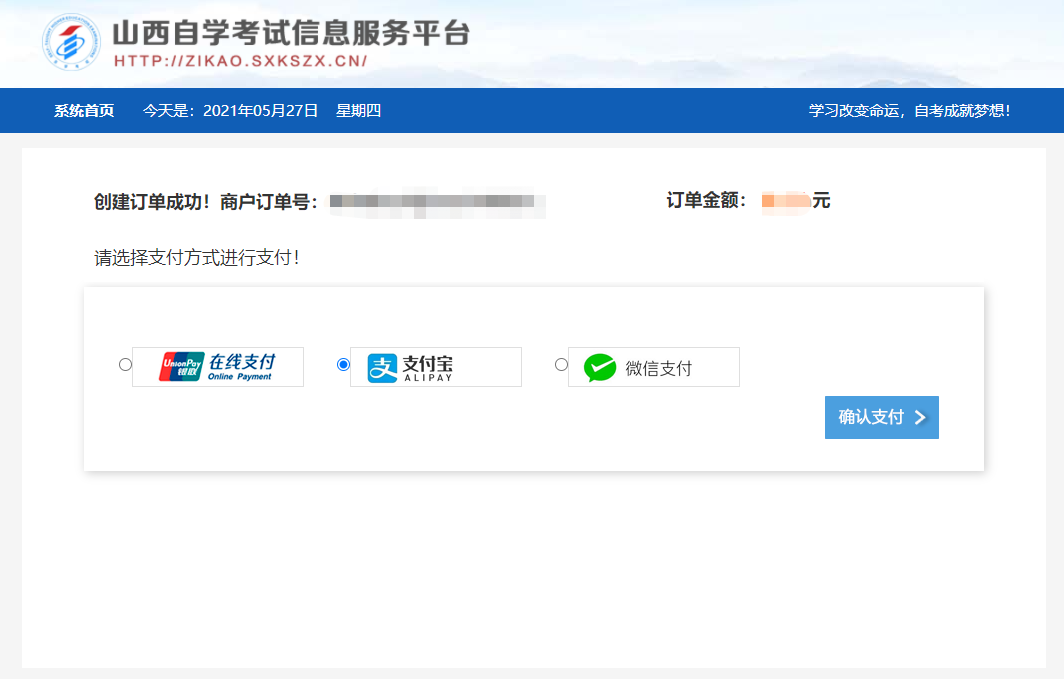 山西自学考试信息服务平台
HTTP://ZIKAO.SXKSZX.CN/
系统首页 今天是：2021年05月27日 星期四 学习改变命运，自考成就梦想！
创建订单成功！商户订单号： 订单金额： 元
请选择支付方式进行支付！
UnionPay 银联 在线支付 Online Payment 支付宝 ALIPAY 微信支付
确认支付